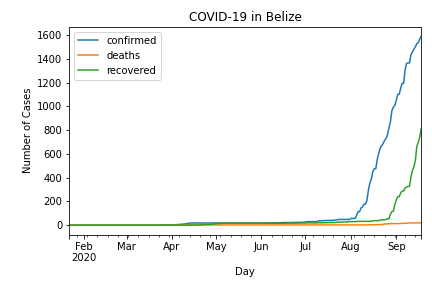 COVID-19 in Belize
confirmed
deaths
recovered
Number of Cases
1600
1400
1200
1000
800
600
400
200
0
Feb Mar Apr May Jun Jul Aug Sep
2020
Day